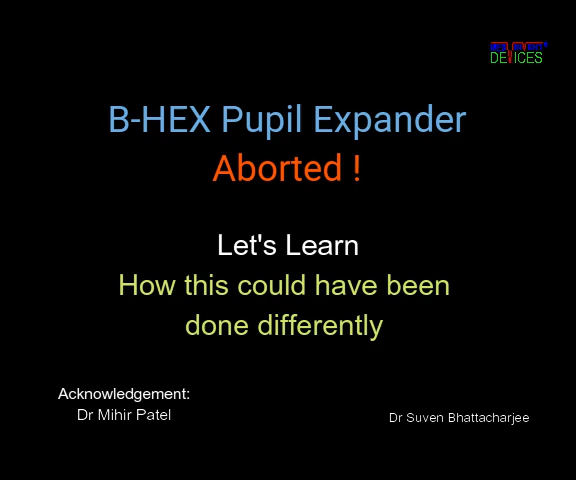 DEVICES
B-HEX Pupil Expander
Aborted !
Let's Learn
How this could have been
done differently
Acknowledgement:
Dr Mihir Patel
Dr Suven Bhattacharjee